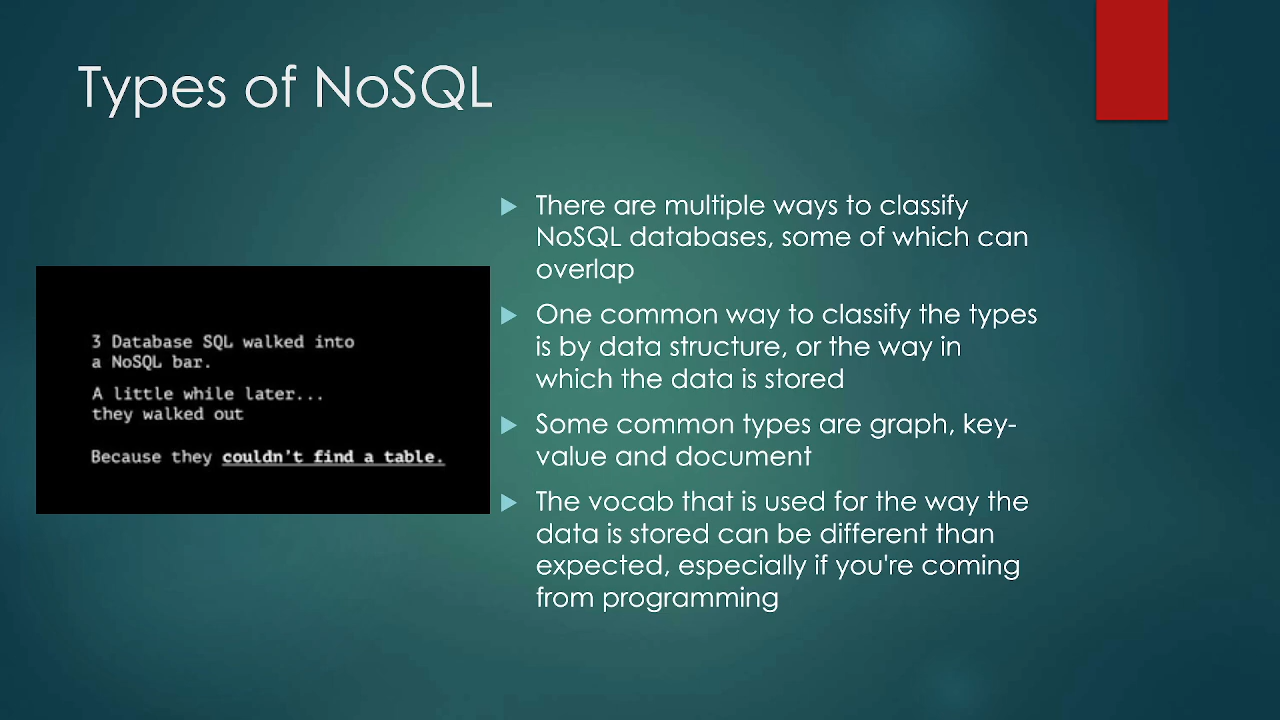 Types of NoSQL
3 Database SQL walked into
a NoSQL bar.
A little while later...
they walked out
Because they couldn't find a table.
There are multiple ways to classify
NoSQL databases, some of which can
overlap
One common way to classify the types
is by data structure, or the way in
which the data is stored
Some common types are graph, key-
value and document
The vocab that is used for the way the
data is stored can be different than
expected, especially if you're coming
from programming